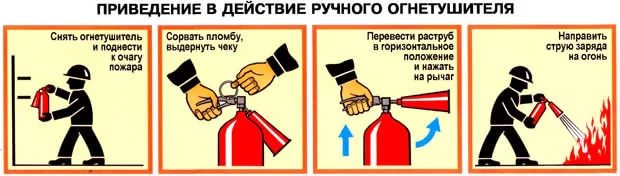 ПРИВЕДЕНИЕ В ДЕЙСТВИЕ РУЧНОГО ОГНЕТУШИТЕЛЯ
Снять огнетушитель
и поднести
к очагу
пожара
Сорвать пломбу,
выдернуть чеку
Перевести раструб
в горизонтальное
положение
и нажать
на рычаг
Направить
струю заряда
на огонь